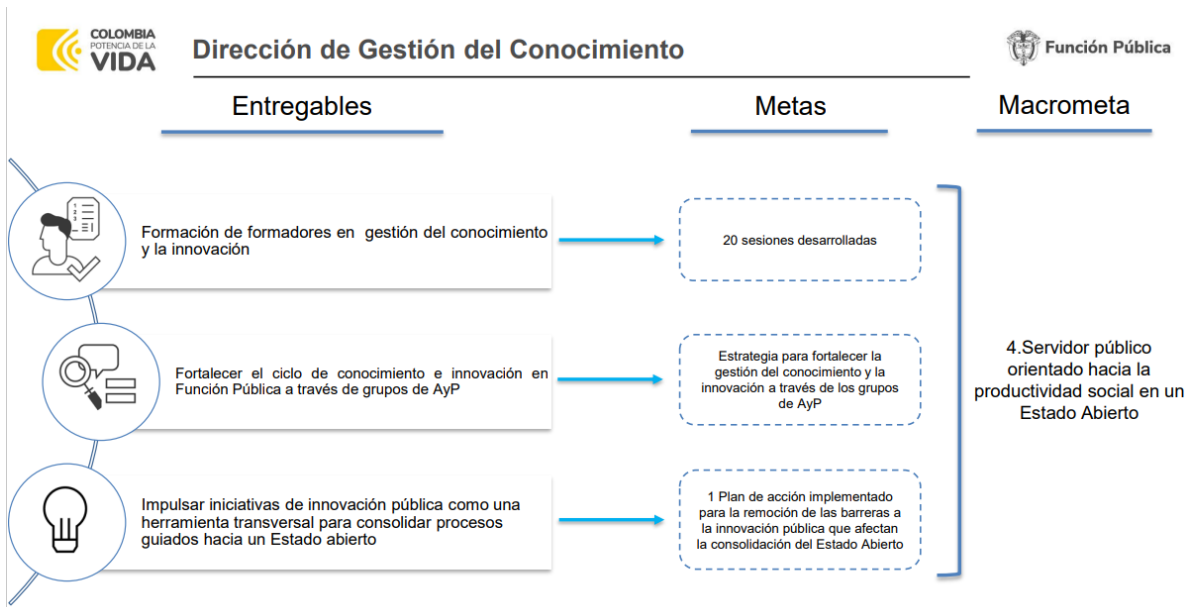 COLOMBIA
POTENCIA DE LA
VIDA
Dirección de Gestión del Conocimiento
Función Pública
Entregables
Metas
Macrometa
Formación de formadores en gestión del conocimiento
y la innovación
20 sesiones desarrolladas
Fortalecer el ciclo de conocimiento e innovación en
Función Pública a través de grupos de AyP
Estrategia para fortalecer la
gestión del conocimiento y la
innovación a través de los grupos
de AyP
Impulsar iniciativas de innovación pública como una
herramienta transversal para consolidar procesos
guiados hacia un Estado abierto
1 Plan de acción implementado
para la remoción de las barreras a
la innovación pública que afectan
la consolidación del Estado Abierto
4.Servidor público
orientado hacia la
productividad social en un
Estado Abierto
1
2
3